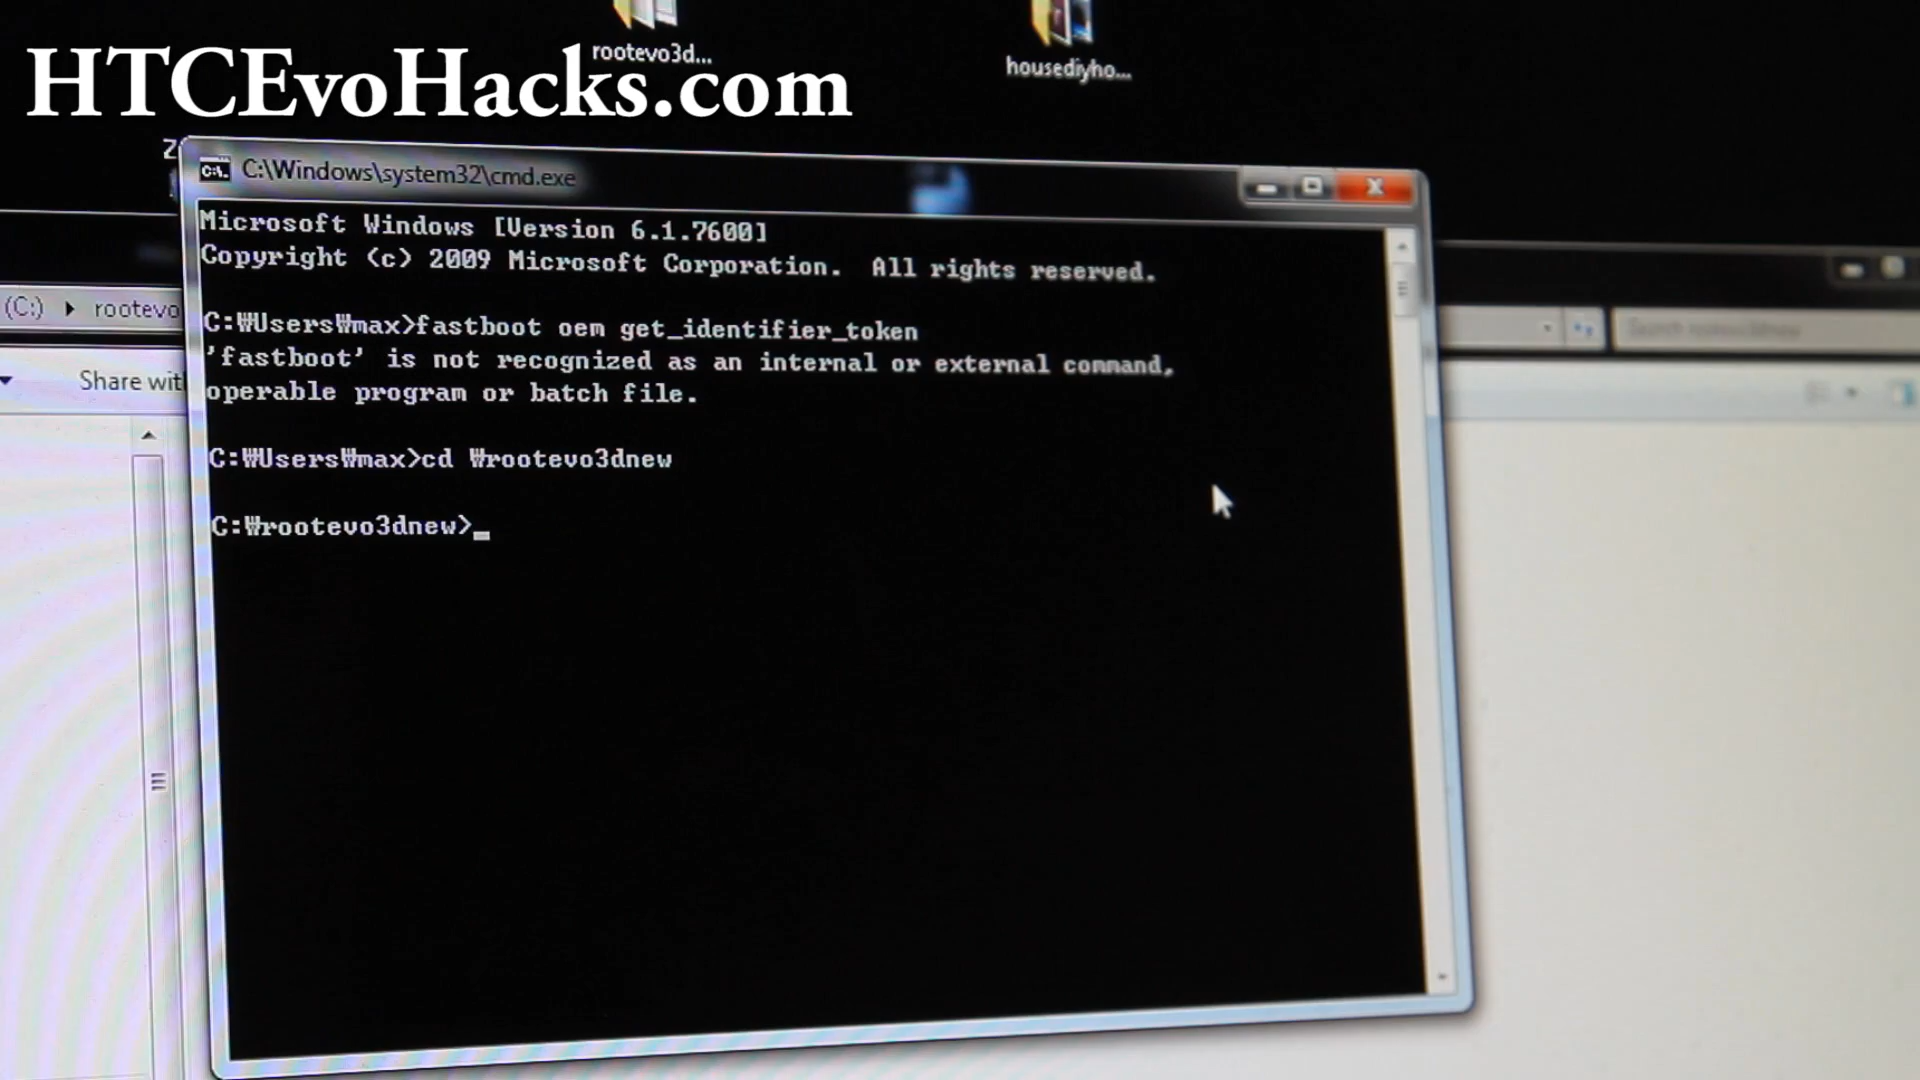 rootevo3d...
housediyho...
HTCEvoHacks.com
Z
C:\Windows\system32\cmd.exe
Microsoft Windows [Version 6.1.7600]
Copyright (c) 2009 Microsoft Corporation.  All rights reserved.
(C:) rootevo
C:₩Users₩max>fastboot oem get_identifier_token
'fastboot' is not recognized as an internal or external command,
operable program or batch file.
Share wit
C:₩Users₩max>cd ₩rootevo3dnew
C:₩rootevo3dnew>_